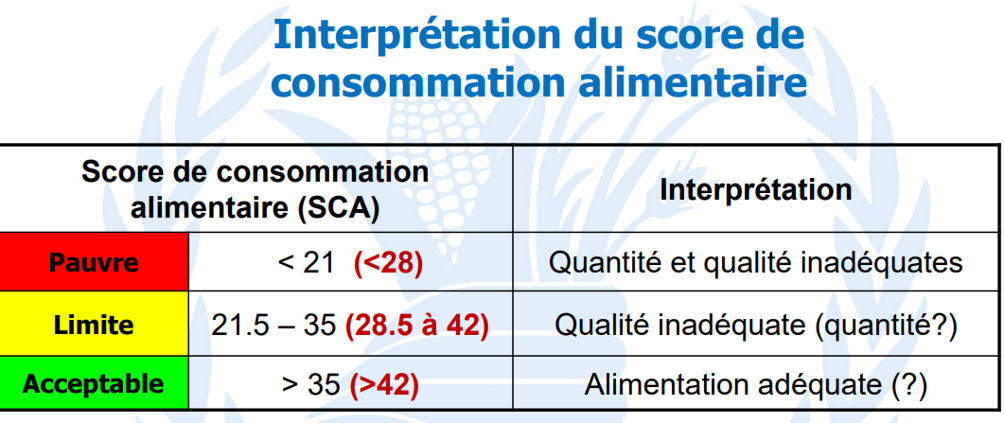 Interprétation du score de
consommation alimentaire
Score de consommation
alimentaire (SCA)
Interprétation
Pauvre
< 21 (<28)
Quantité et qualité inadéquates
Limite
21.5 – 35 (28.5 à 42)
Qualité inadéquate (quantité?)
Acceptable
> 35 (>42)
Alimentation adéquate (?)